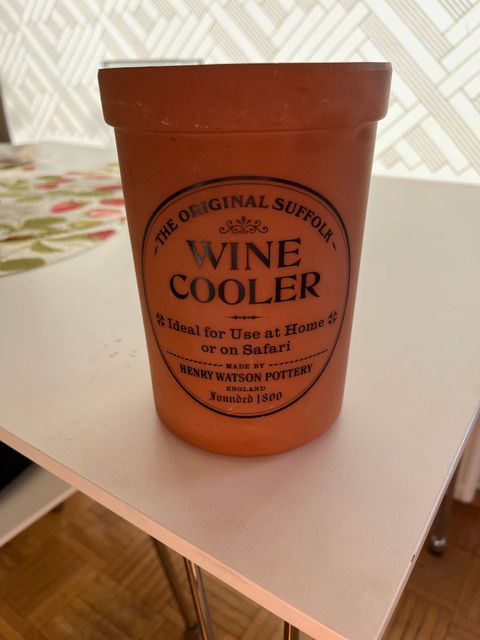 THE ORIGINAL SUFFOLK
WINE
COOLER
Ideal for Use at Home
or on Safari
MADE BY
HENRY WATSON POTTERY
ENGLAND
Founded 1800